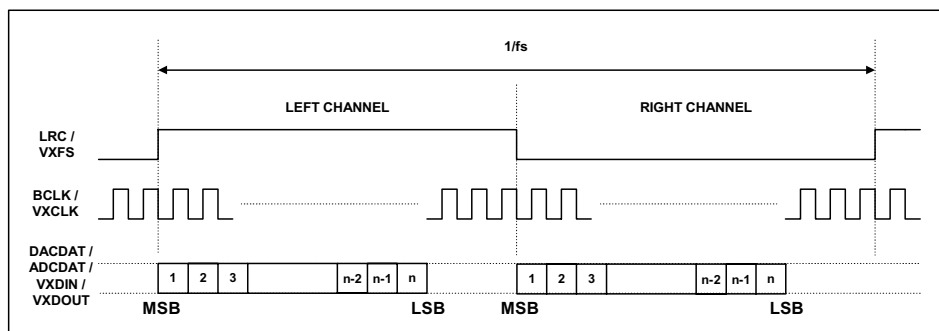 1/fs
LEFT CHANNEL
RIGHT CHANNEL
LRC /
VXFS
BCLK /
VXCLK
DACDAT /
ADCDAT /
VXDIN /
VXDOUT
1 2 3 n-2 n-1 n
1 2 3 n-2 n-1 n
MSB LSB MSB LSB